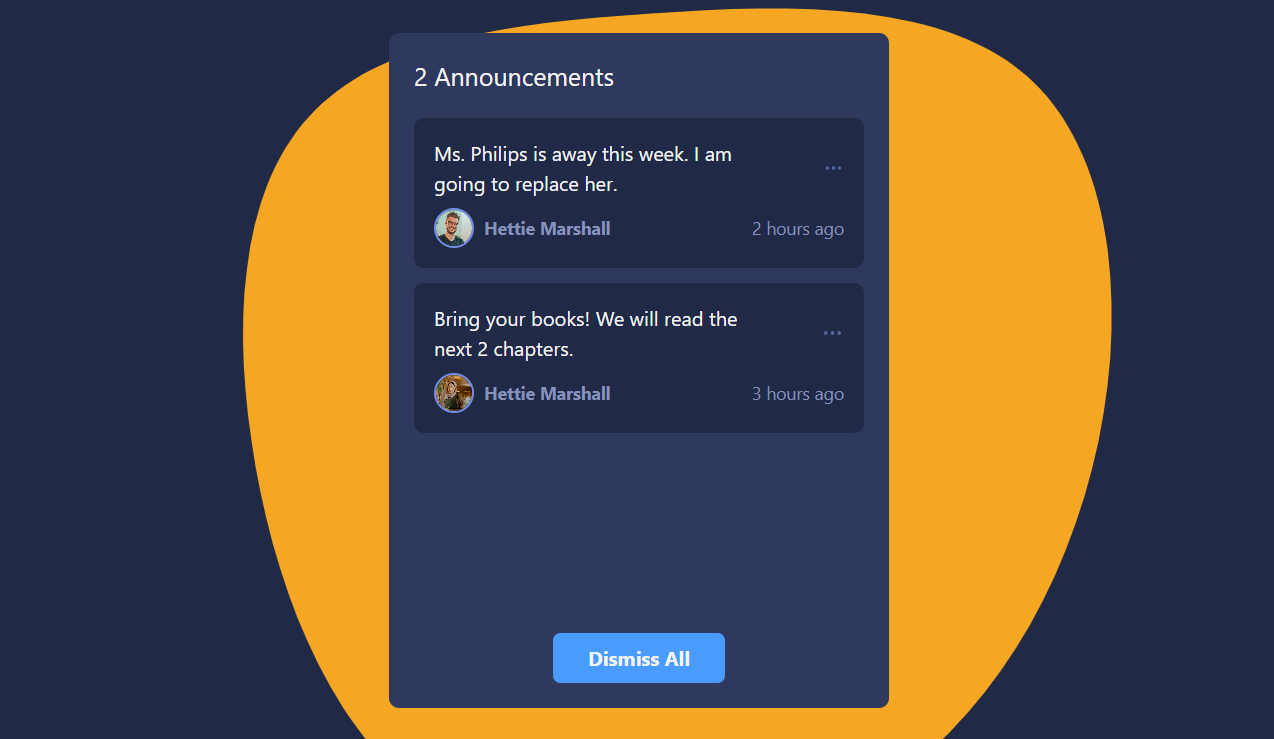 2 Announcements
Ms. Philips is away this week. I am
going to replace her.
Hettie Marshall
2 hours ago
Bring your books! We will read the
next 2 chapters.
Hettie Marshall
3 hours ago
Dismiss All